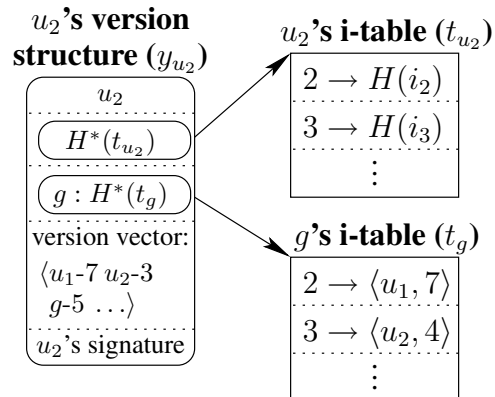 u₂'s version
structure (y_{u₂})
u₂
H*(t_{u₂})
g : H*(t_g)
version vector:
⟨u₁-7 u₂-3
g-5 …⟩
u₂'s signature
u₂'s i-table (t_{u₂})
2 → H(i₂)
3 → H(i₃)
⋮
g's i-table (t_g)
2 → ⟨u₁, 7⟩
3 → ⟨u₂, 4⟩
⋮